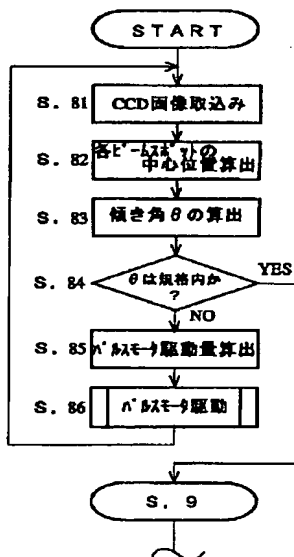 START
S. 81 CCD画像取込み
S. 82 各ビームスポットの
中心位置算出
S. 83 傾き角θの算出
S. 84 θは規格内か
?
YES
NO
S. 85 パルスモータ駆動量算出
S. 86 パルスモータ駆動
S. 9